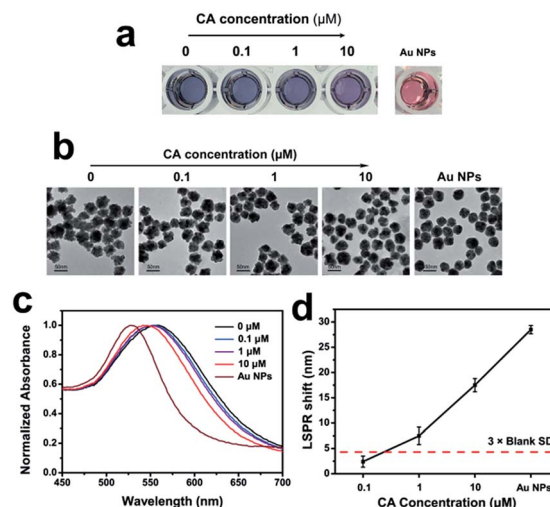 a
CA concentration (μM)
0 0.1 1 10 Au NPs
b
CA concentration (μM)
0 0.1 1 10 Au NPs
50nm 50nm 50nm 50nm 50nm
c
Normalized Absorbance
1.0
0.8
0.6
0.4
0.2
0.0
0 μM
0.1 μM
1 μM
10 μM
Au NPs
450 500 550 600 650 700
Wavelength (nm)
d
LSPR shift (nm)
35
30
25
20
15
10
5
0
3 × Blank SD
0.1 1 10 Au NPs
CA Concentration (μM)